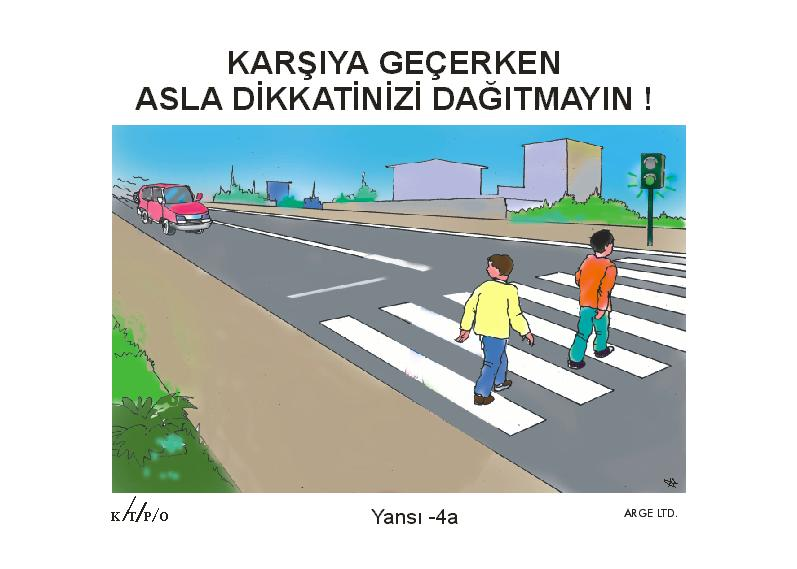 KARŞIYA GEÇERKEN
ASLA DİKKATİNİZİ DAĞITMAYIN !
K/T/P/O Yansı -4a ARGE LTD.